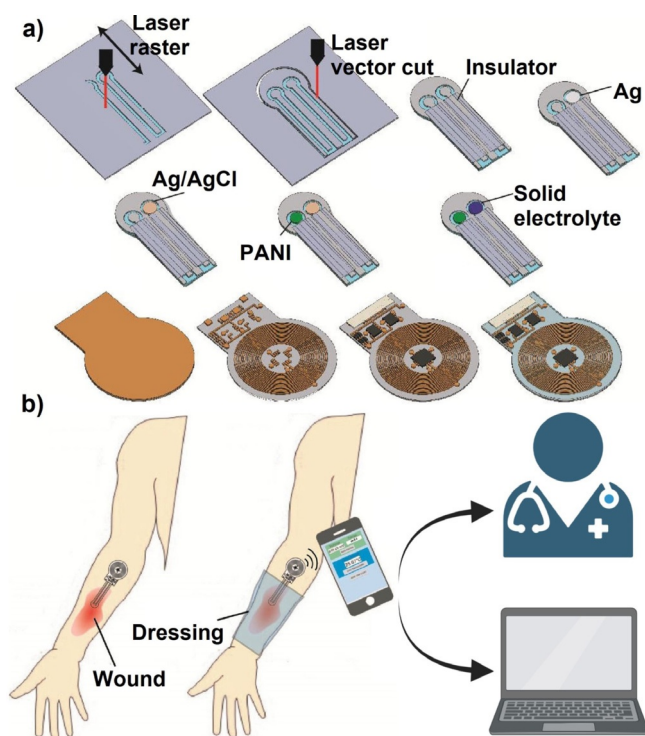 a)
Laser
raster
Laser
vector cut
Insulator
Ag
Ag/AgCl
PANI
Solid
electrolyte
b)
Dressing
Wound